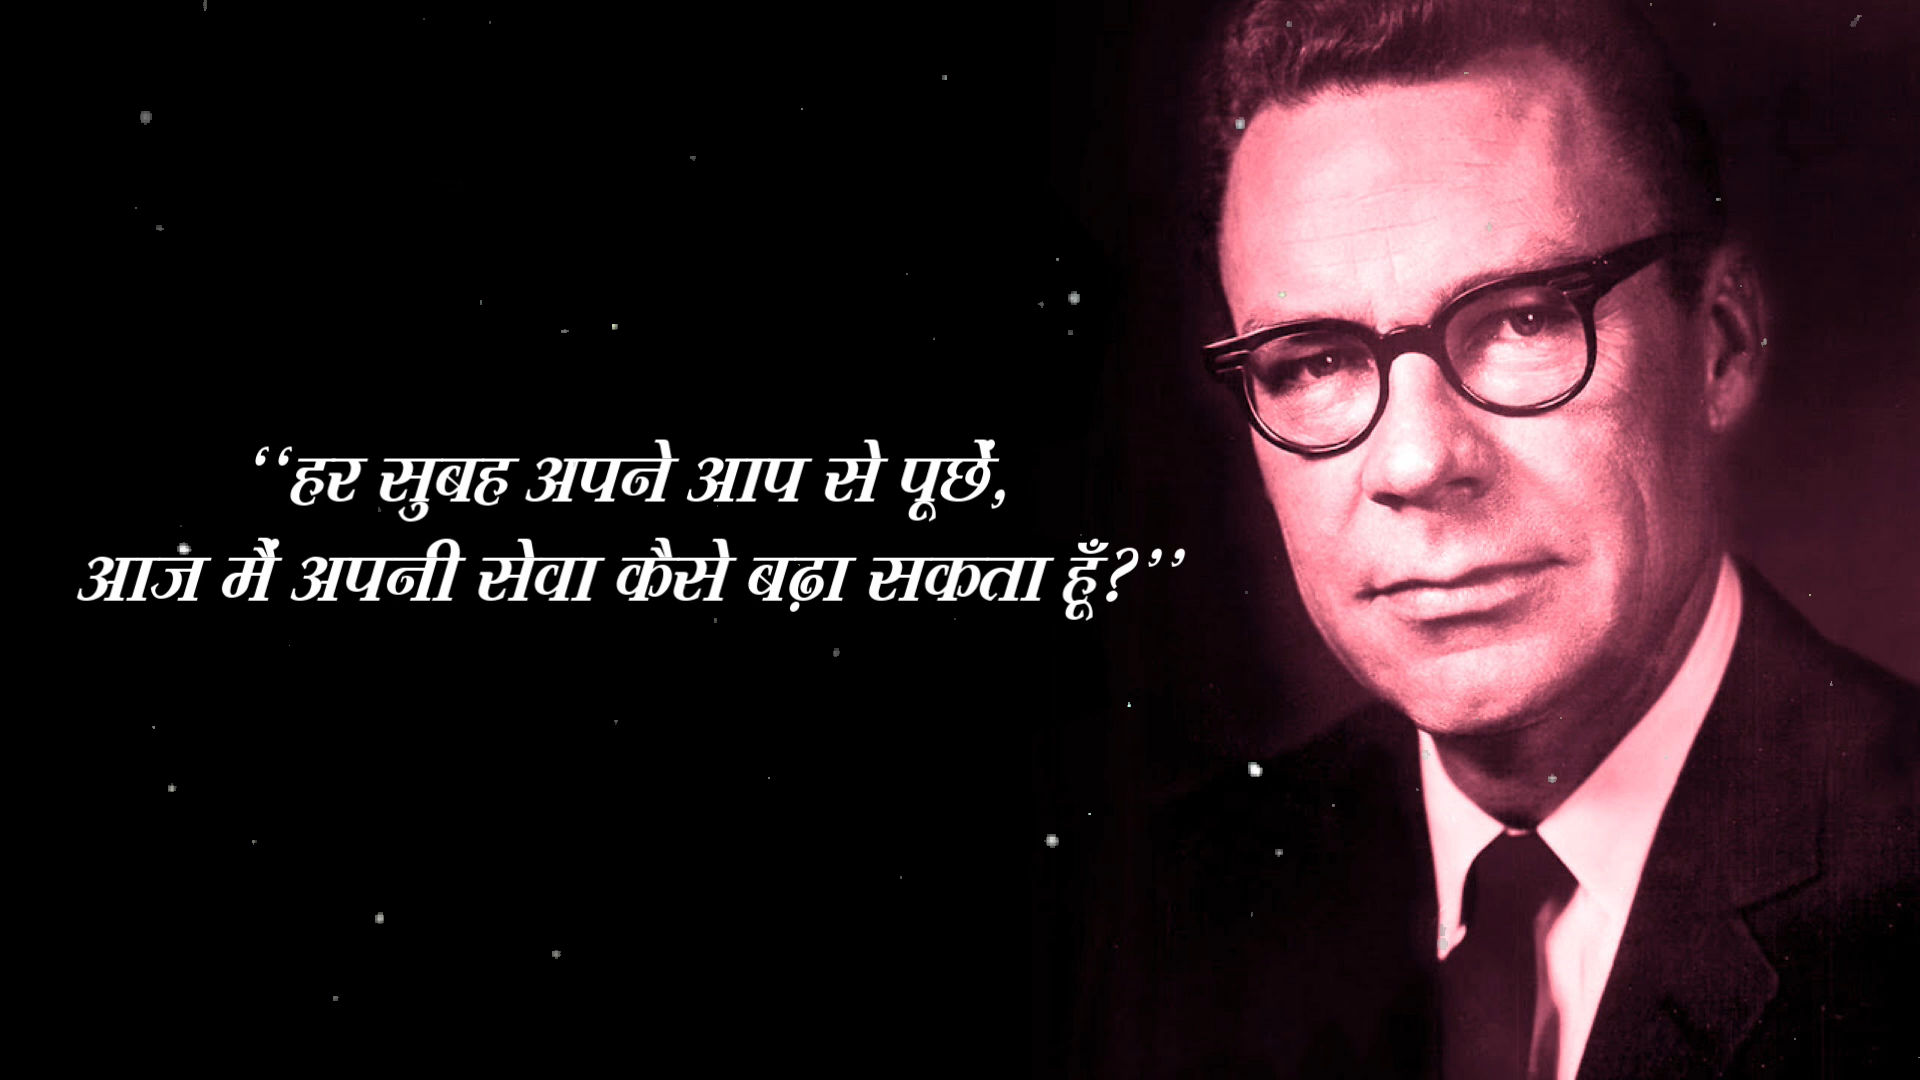 ‘‘हर सुबह अपने आप से पूछें,
आज मैं अपनी सेवा कैसे बढ़ा सकता हूँ?’’